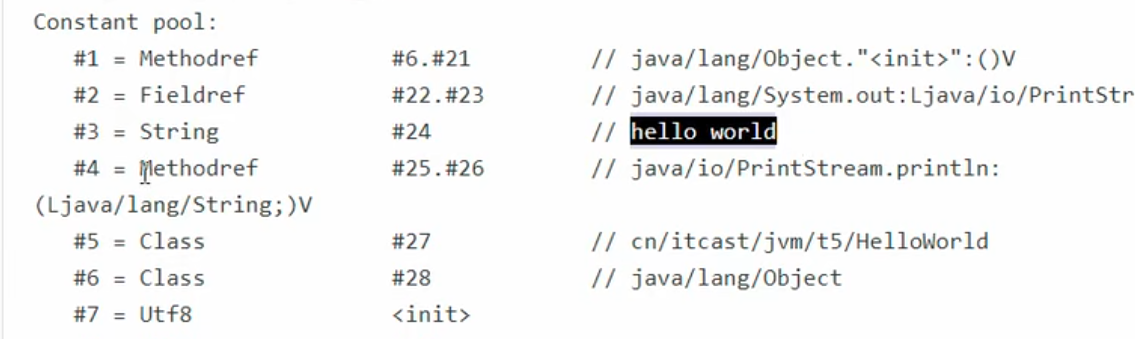 Constant pool:
#1 = Methodref #6.#21 // java/lang/Object."<init>":()V
#2 = Fieldref #22.#23 // java/lang/System.out:Ljava/io/PrintStr
#3 = String #24 // hello world
#4 = Methodref #25.#26 // java/io/PrintStream.println:
(Ljava/lang/String;)V
#5 = Class #27 // cn/itcast/jvm/t5/HelloWorld
#6 = Class #28 // java/lang/Object
#7 = Utf8 <init>